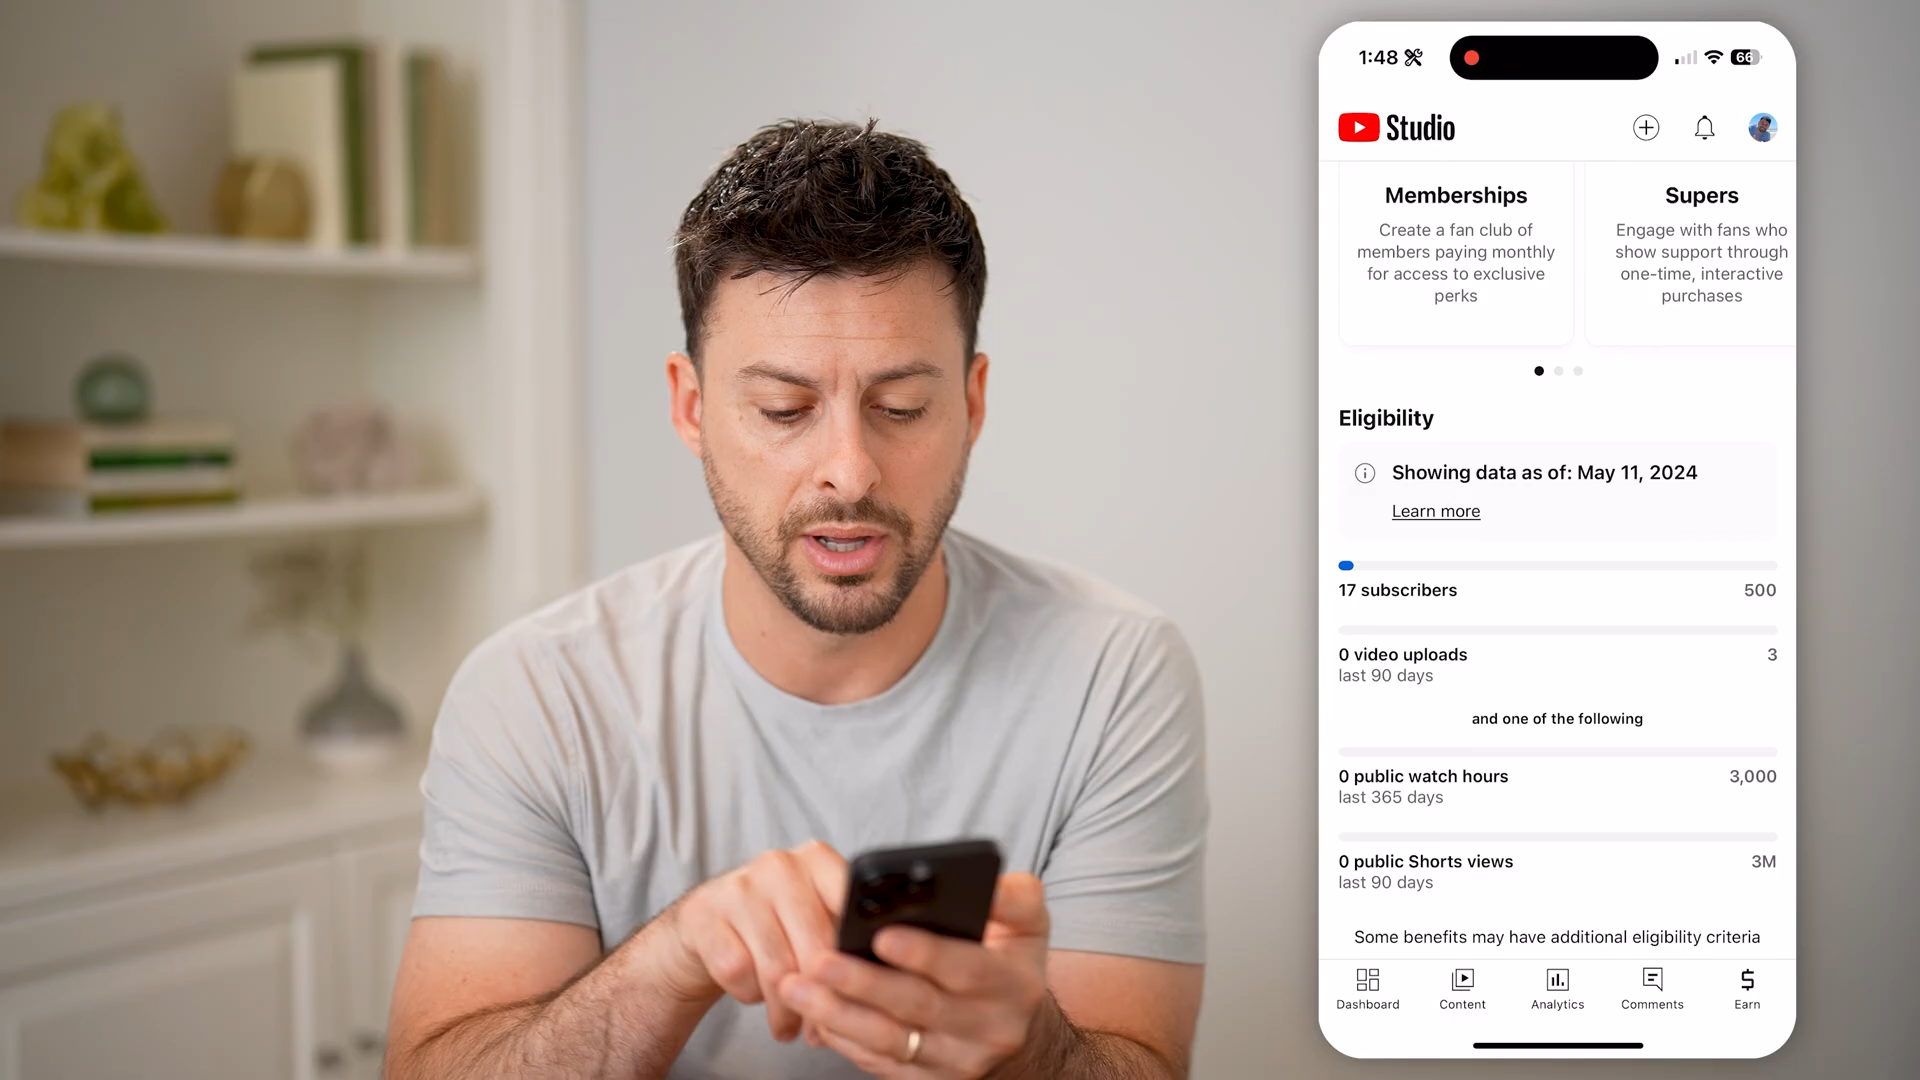 1:48
66
Studio
Memberships
Create a fan club of
members paying monthly
for access to exclusive
perks
Supers
Engage with fans who
show support through
one-time, interactive
purchases
Eligibility
Showing data as of: May 11, 2024
Learn more
17 subscribers 500
0 video uploads 3
last 90 days
and one of the following
0 public watch hours 3,000
last 365 days
0 public Shorts views 3M
last 90 days
Some benefits may have additional eligibility criteria
Dashboard Content Analytics Comments Earn